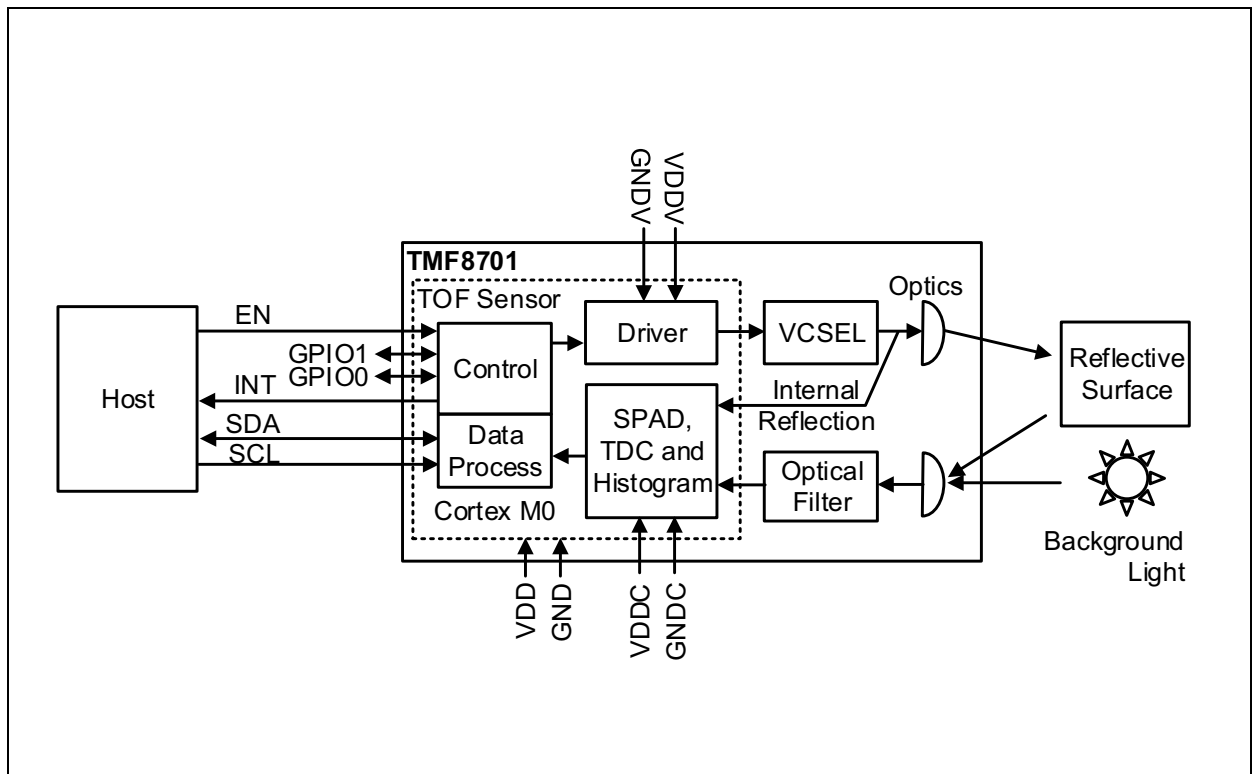 GNDV
VDDV
TMF8701
TOF Sensor
Optics
EN
GPIO1
GPIO0
INT
SDA
SCL
Host
Control
Data
Process
Cortex M0
Driver
VCSEL
Internal
Reflection
SPAD,
TDC and
Histogram
Optical
Filter
Reflective
Surface
Background
Light
VDD
GND
VDDC
GNDC